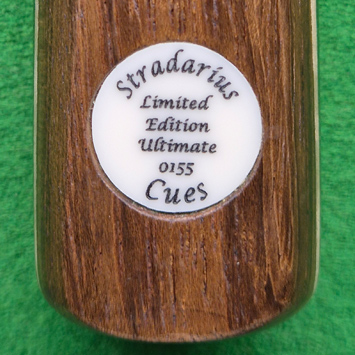 Stradarius
Limited
Edition
Ultimate
0155
Cues